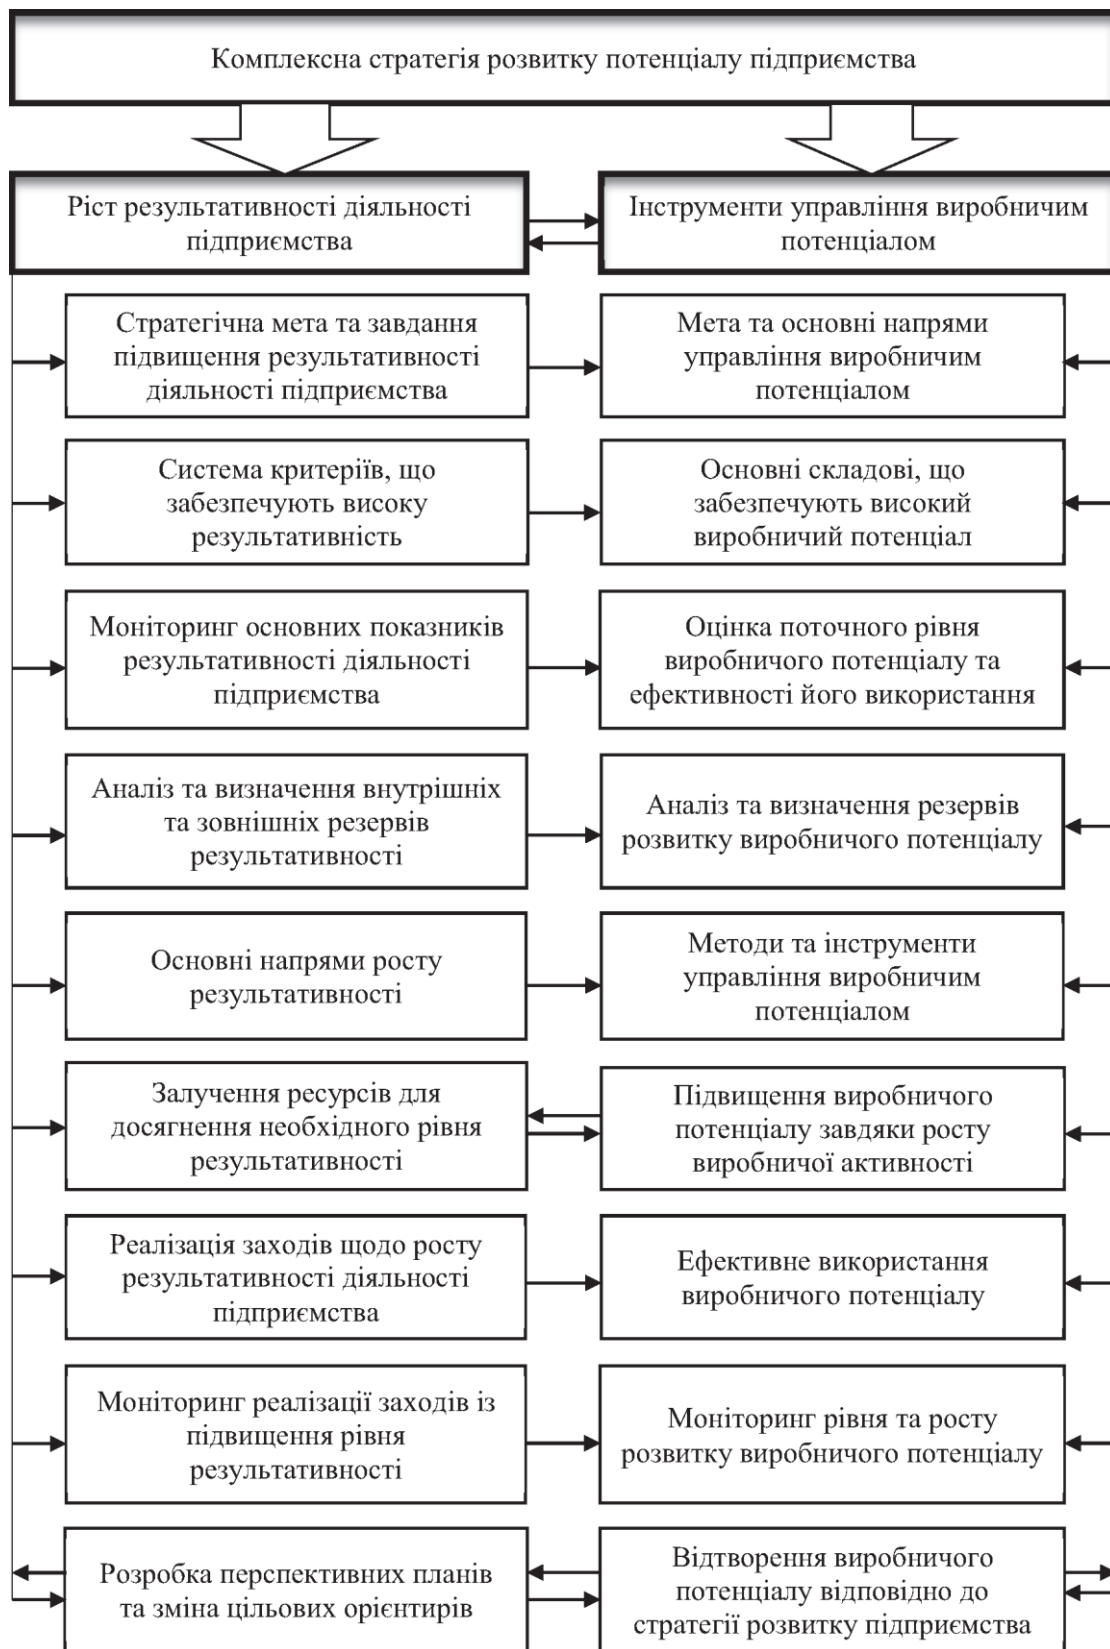 Комплексна стратегія розвитку потенціалу підприємства
Ріст результативності діяльності
підприємства
Інструменти управління виробничим
потенціалом
Стратегічна мета та завдання
підвищення результативності
діяльності підприємства
Мета та основні напрями
управління виробничим
потенціалом
Система критеріїв, що
забезпечують високу
результативність
Основні складові, що
забезпечують високий
виробничий потенціал
Моніторинг основних показників
результативності діяльності
підприємства
Оцінка поточного рівня
виробничого потенціалу та
ефективності його використання
Аналіз та визначення внутрішніх
та зовнішніх резервів
результативності
Аналіз та визначення резервів
розвитку виробничого потенціалу
Основні напрями росту
результативності
Методи та інструменти
управління виробничим
потенціалом
Залучення ресурсів для
досягнення необхідного рівня
результативності
Підвищення виробничого
потенціалу завдяки росту
виробничої активності
Реалізація заходів щодо росту
результативності діяльності
підприємства
Ефективне використання
виробничого потенціалу
Моніторинг реалізації заходів із
підвищення рівня
результативності
Моніторинг рівня та росту
розвитку виробничого потенціалу
Розробка перспективних планів
та зміна цільових орієнтирів
Відтворення виробничого
потенціалу відповідно до
стратегії розвитку підприємства